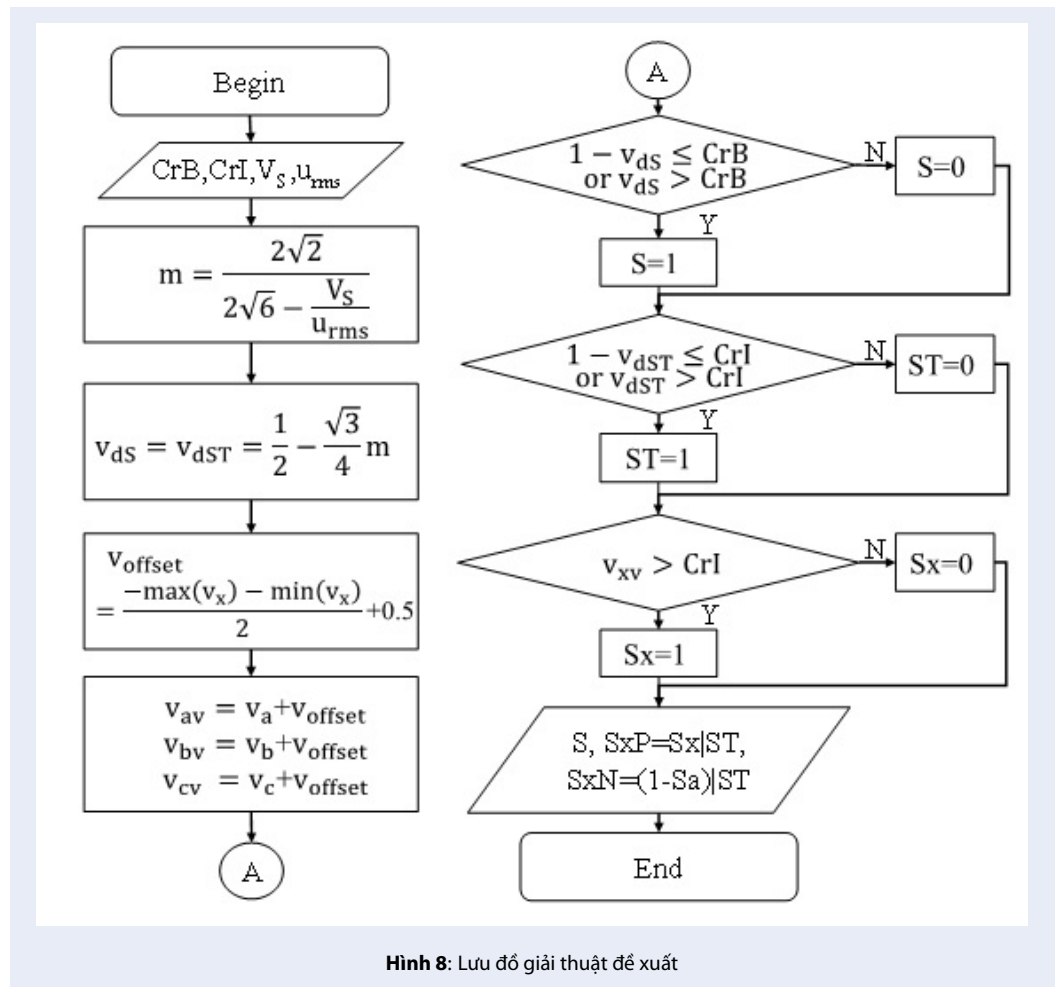 Begin
CrB,CrI,V_S,u_rms
m = 2√2 / (2√6 − V_S/u_rms)
v_dS = v_dST = 1/2 − √3/4 m
v_offset
= (−max(v_x) − min(v_x))/2 +0.5
v_av = v_a+v_offset
v_bv = v_b+v_offset
v_cv = v_c+v_offset
A
A
1 − v_dS ≤ CrB
or v_dS > CrB
N
S=0
Y
S=1
1 − v_dST ≤ CrI
or v_dST > CrI
N
ST=0
Y
ST=1
v_xv > CrI
N
Sx=0
Y
Sx=1
S, SxP=Sx|ST,
SxN=(1-Sa)|ST
End
Hình 8: Lưu đồ giải thuật đề xuất